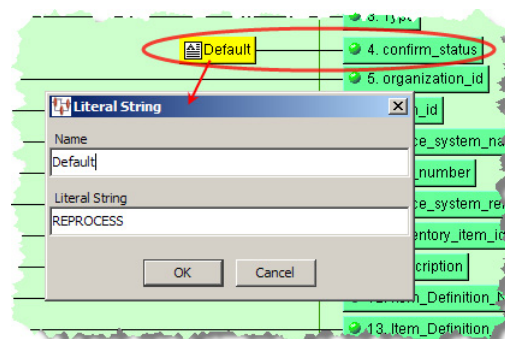 3. Type
Default
4. confirm_status
5. organization_id
Literal String
_id
Name
ce_system_na
Default
_number
Literal String
ce_system_re
REPROCESS
entory_item_id
OK Cancel
cription
Item_Definition_N
13. Item_Definition